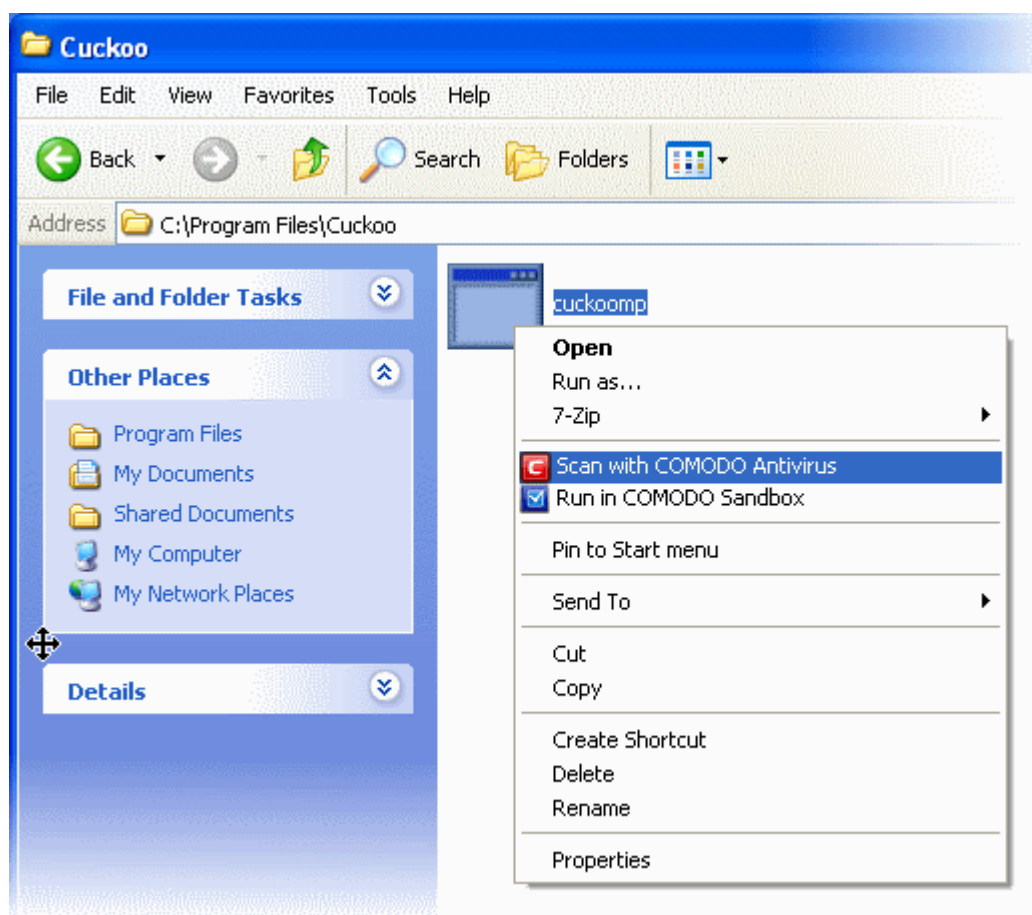 Cuckoo
File Edit View Favorites Tools Help
Back Search Folders
Address C:\Program Files\Cuckoo
File and Folder Tasks
Other Places
Program Files
My Documents
Shared Documents
My Computer
My Network Places
Details
cuckoomp
Open
Run as...
7-Zip
Scan with COMODO Antivirus
Run in COMODO Sandbox
Pin to Start menu
Send To
Cut
Copy
Create Shortcut
Delete
Rename
Properties